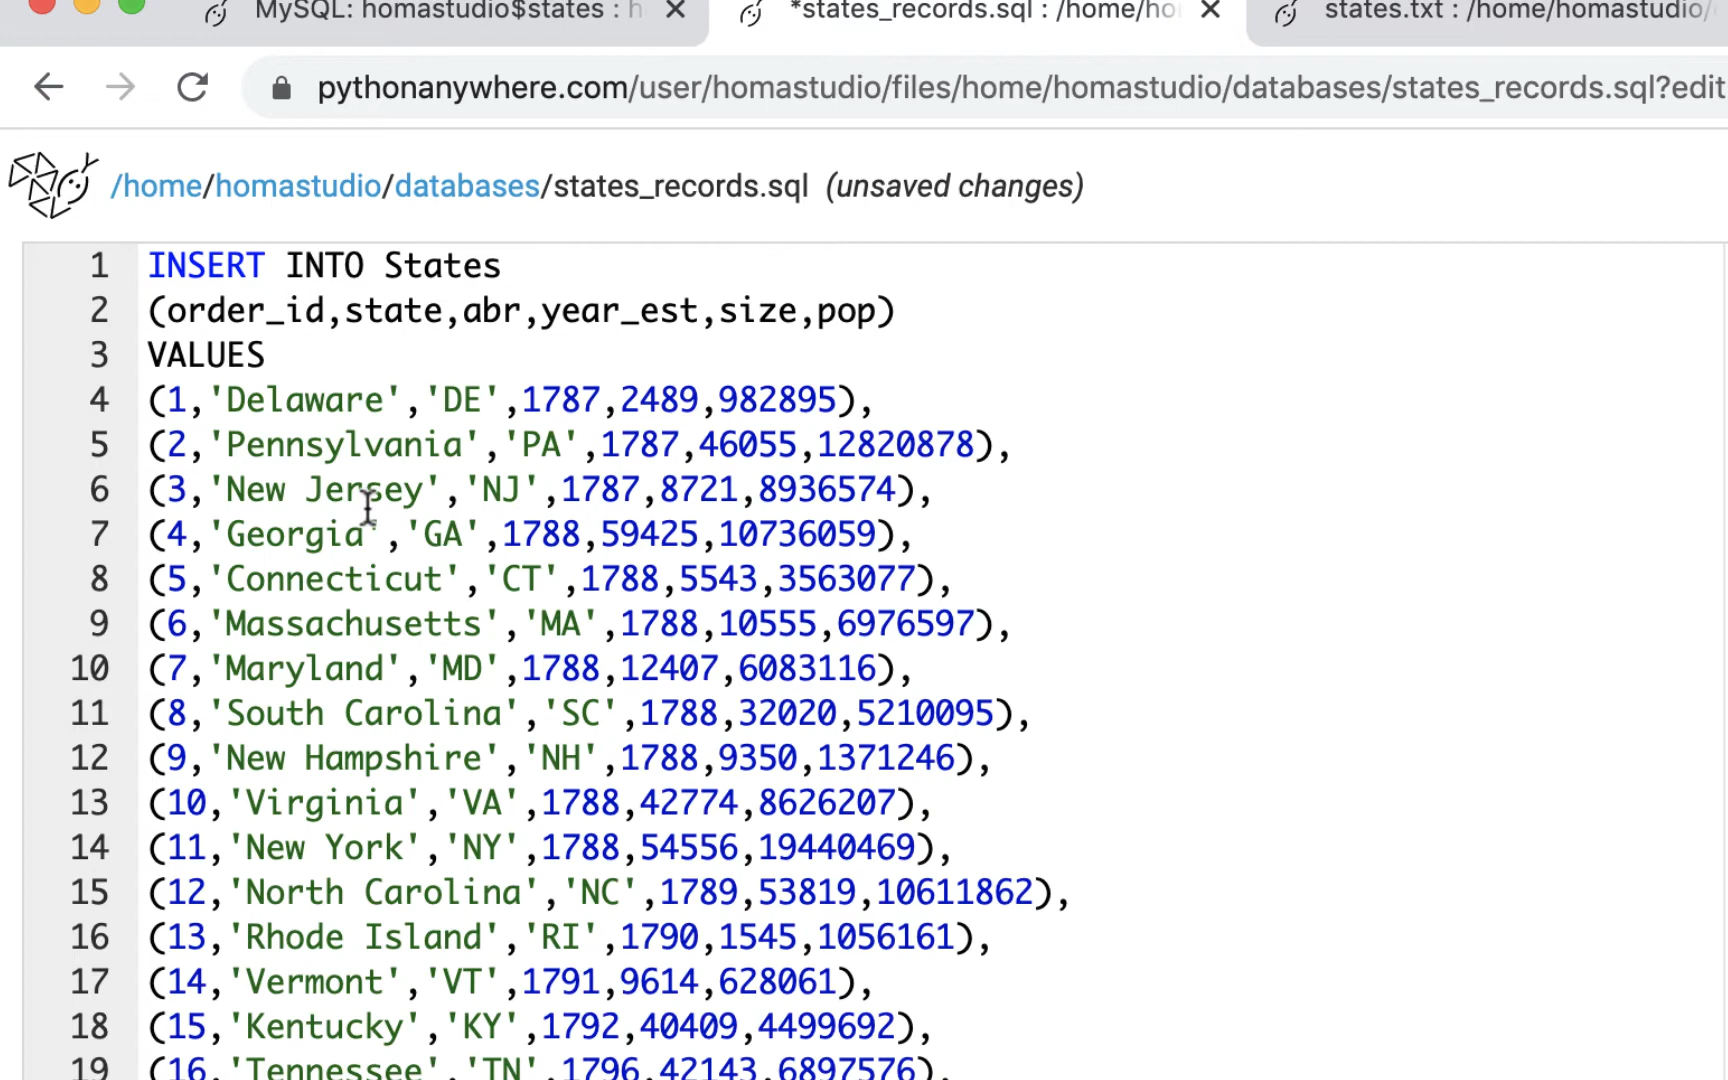 MySQL: homastudio$states : h
*states_records.sql : /home/ho
states.txt : /home/homastudio/
pythonanywhere.com/user/homastudio/files/home/homastudio/databases/states_records.sql?edit
/home/homastudio/databases/states_records.sql (unsaved changes)
1 INSERT INTO States
2 (order_id,state,abr,year_est,size,pop)
3 VALUES
4 (1,'Delaware','DE',1787,2489,982895),
5 (2,'Pennsylvania','PA',1787,46055,12820878),
6 (3,'New Jersey','NJ',1787,8721,8936574),
7 (4,'Georgia','GA',1788,59425,10736059),
8 (5,'Connecticut','CT',1788,5543,3563077),
9 (6,'Massachusetts','MA',1788,10555,6976597),
10 (7,'Maryland','MD',1788,12407,6083116),
11 (8,'South Carolina','SC',1788,32020,5210095),
12 (9,'New Hampshire','NH',1788,9350,1371246),
13 (10,'Virginia','VA',1788,42774,8626207),
14 (11,'New York','NY',1788,54556,19440469),
15 (12,'North Carolina','NC',1789,53819,10611862),
16 (13,'Rhode Island','RI',1790,1545,1056161),
17 (14,'Vermont','VT',1791,9614,628061),
18 (15,'Kentucky','KY',1792,40409,4499692),
19 (16,'Tennessee','TN',1796,42143,6897576),